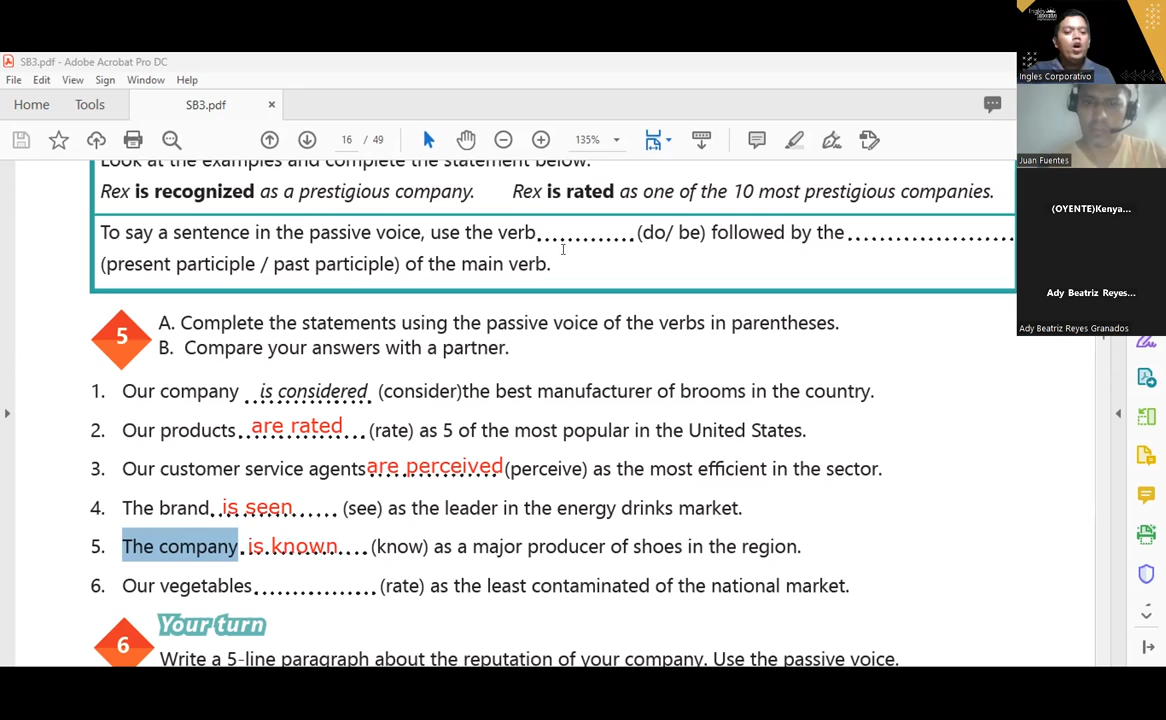 SB3.pdf - Adobe Acrobat Pro DC
File Edit View Sign Window Help
Home Tools SB3.pdf ×
16 / 49 135%
Look at the examples and complete the statement below.
Rex is recognized as a prestigious company. Rex is rated as one of the 10 most prestigious companies.
To say a sentence in the passive voice, use the verb............. (do/ be) followed by the ......................
(present participle / past participle) of the main verb.
5
A. Complete the statements using the passive voice of the verbs in parentheses.
B. Compare your answers with a partner.
1. Our company is considered (consider)the best manufacturer of brooms in the country.
2. Our products are rated (rate) as 5 of the most popular in the United States.
3. Our customer service agents are perceived (perceive) as the most efficient in the sector.
4. The brand is seen (see) as the leader in the energy drinks market.
5. The company is known (know) as a major producer of shoes in the region.
6. Our vegetables................ (rate) as the least contaminated of the national market.
Your turn
6
Write a 5-line paragraph about the reputation of your company. Use the passive voice.
Ingles Corporativo
Juan Fuentes
(OYENTE)Kenya...
Ady Beatriz Reyes...
Ady Beatriz Reyes Granados